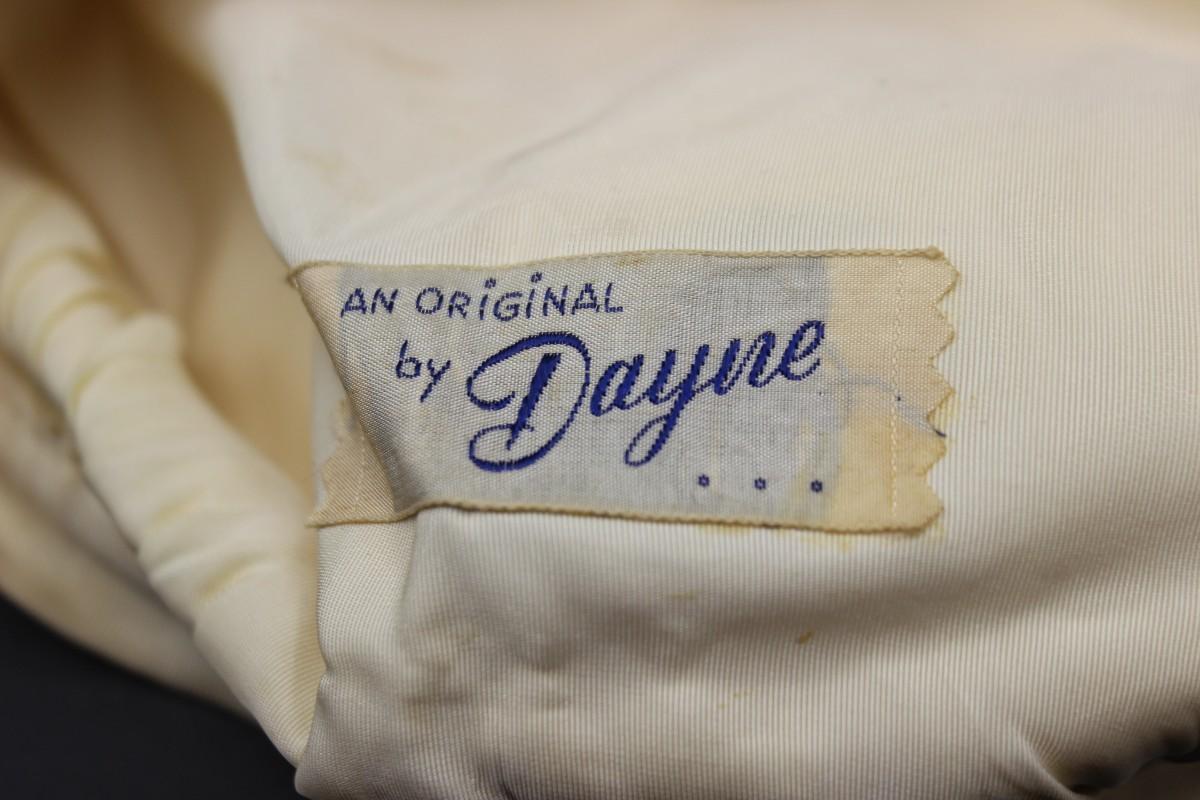 AN ORiGiNAL
by Dayne
...